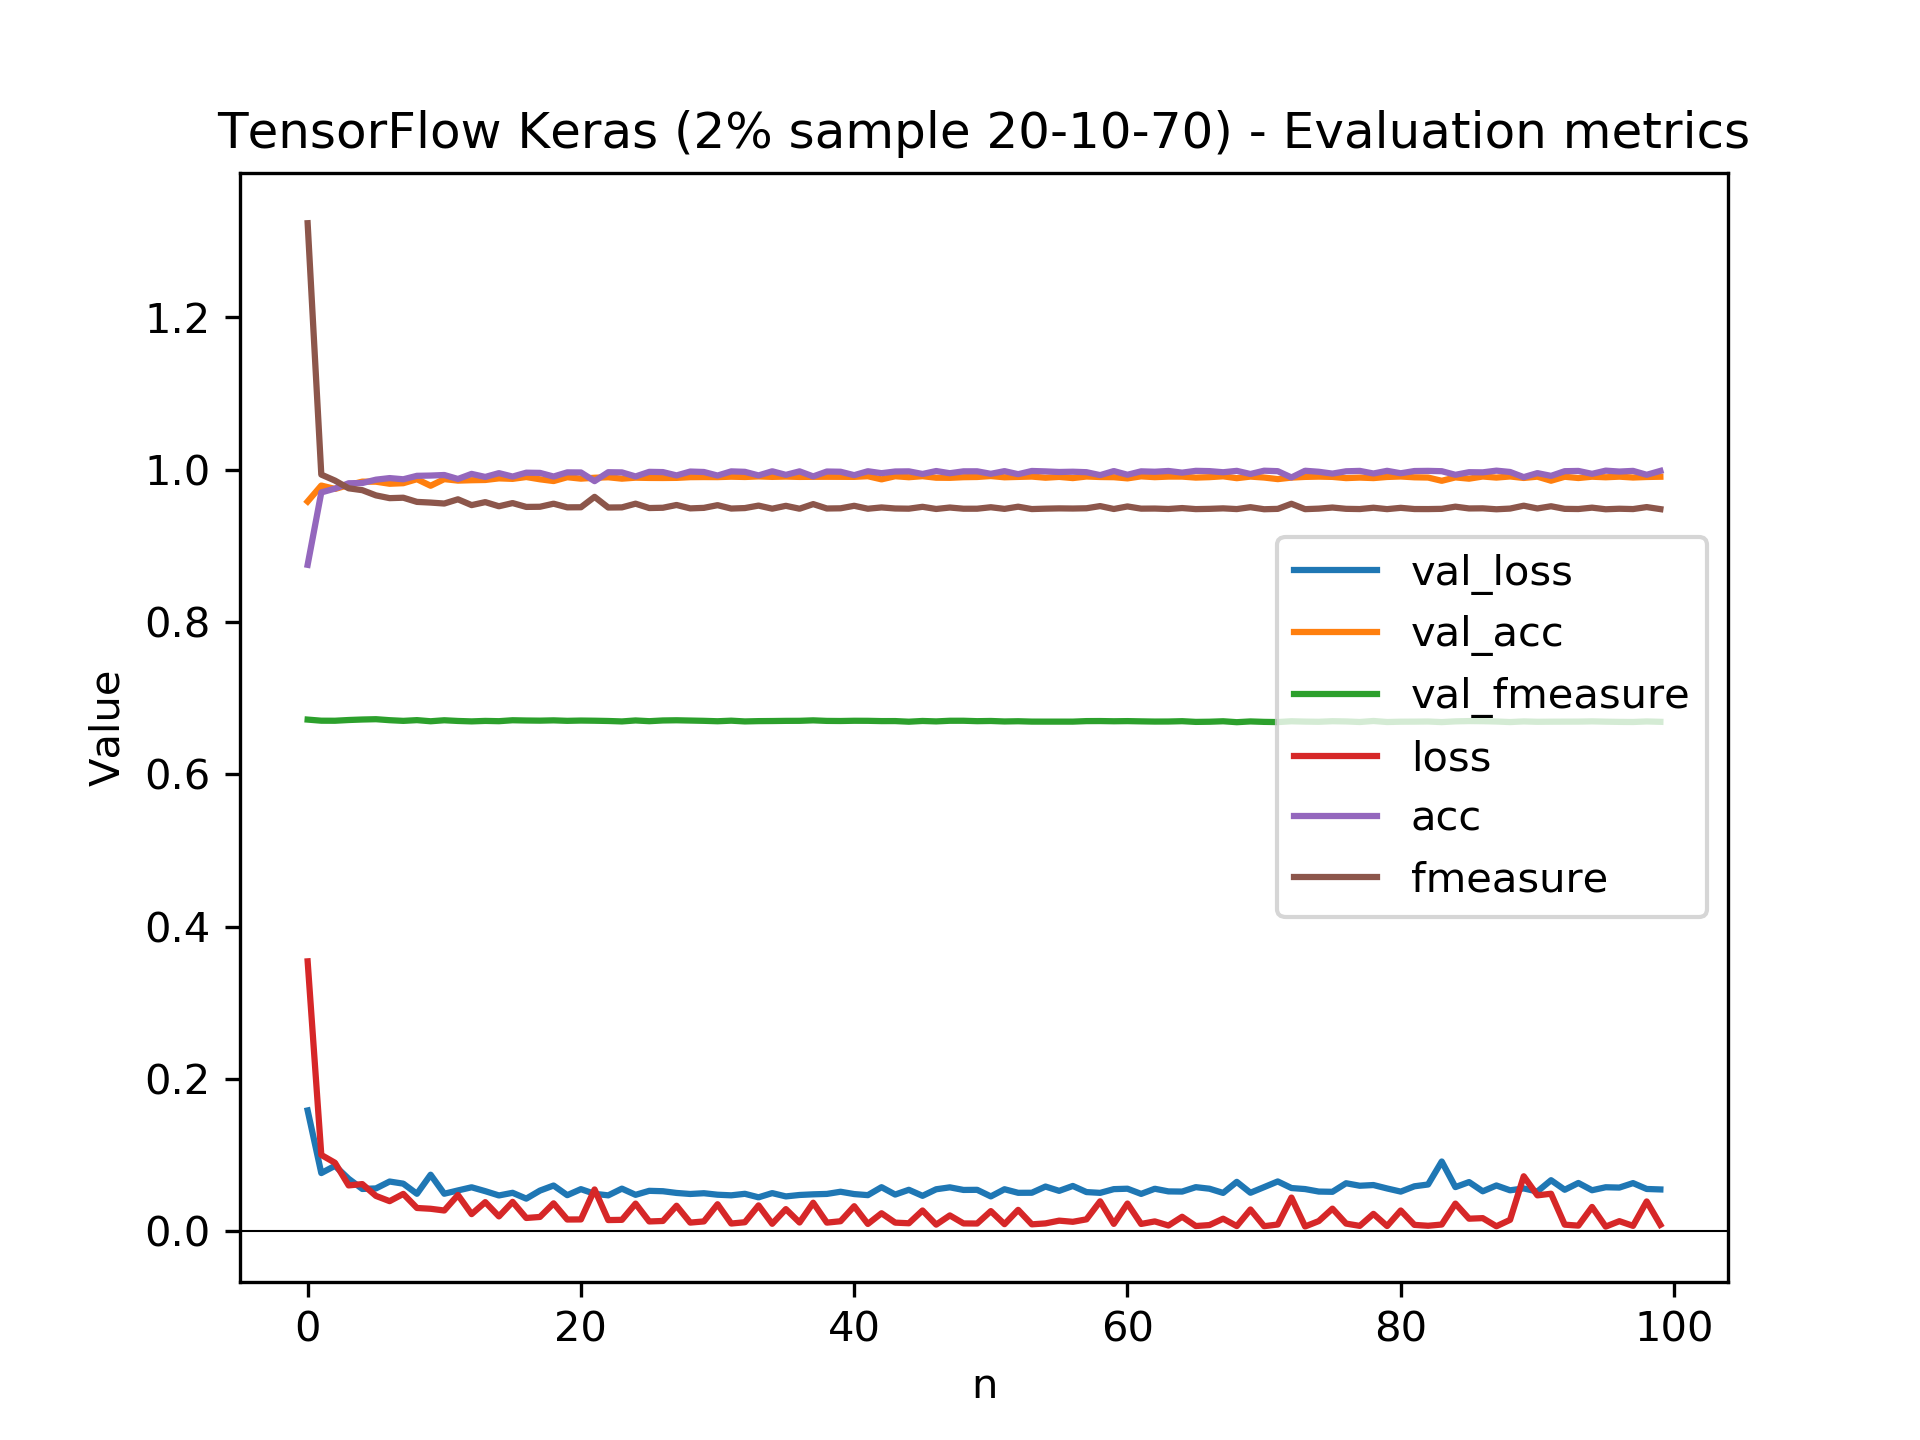 TensorFlow Keras (2% sample 20-10-70) - Evaluation metrics
1.2
1.0
0.8
0.6
0.4
0.2
0.0
Value
val_loss
val_acc
val_fmeasure
loss
acc
fmeasure
0 20 40 60 80 100
n